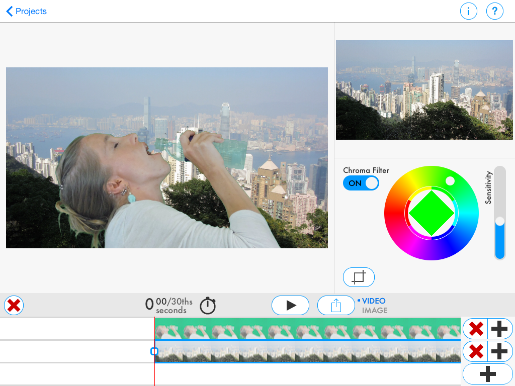 Projects
i
?
Chroma Filter
ON
Sensitivity
0 00/30ths
seconds
• VIDEO
IMAGE